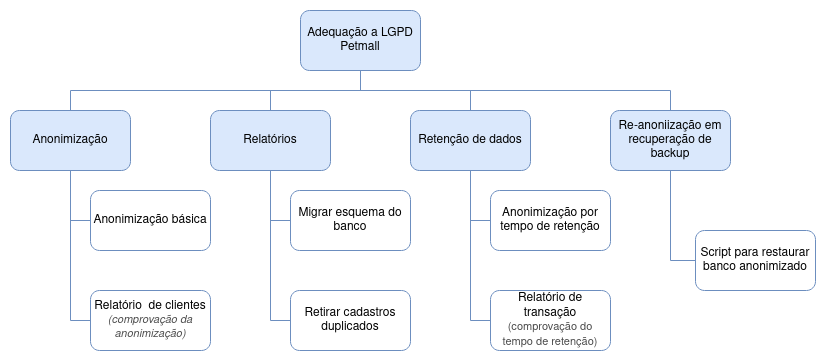 Adequação a LGPD
Petmall
Anonimização
Relatórios
Retenção de dados
Re-anoniização em
recuperação de
backup
Anonimização básica
Migrar esquema do
banco
Anonimização por
tempo de retenção
Script para restaurar
banco anonimizado
Relatório de clientes
(comprovação da
anonimização)
Retirar cadastros
duplicados
Relatório de
transação
(comprovação do
tempo de retenção)